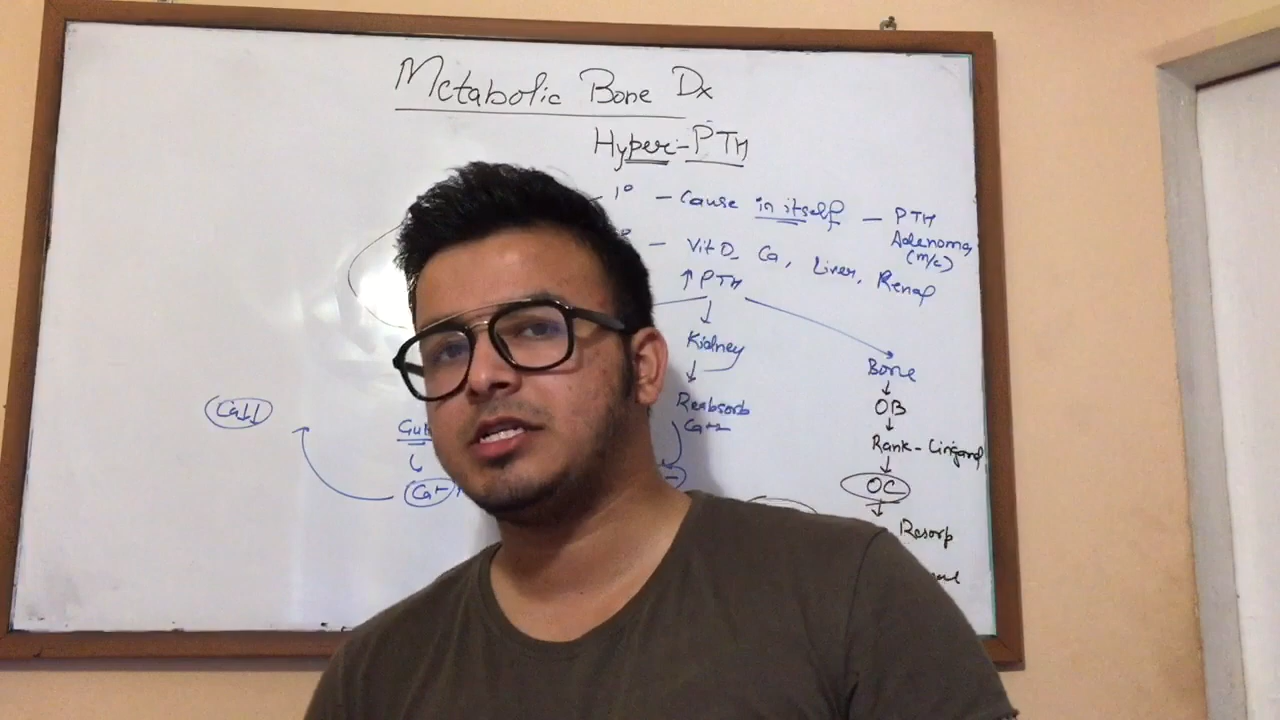 Metabolic Bone Dx
Hyper-PTH
1° — Cause in itself — PTH
Adenoma
(m/c)
° — Vit D, Ca, Liver, Renal
↑ PTH
↓
Kidney
↓
Reabsorb
Ca+2
Bone
↓
OB
↓
Rank-Lingand
↓
OC
↓
Resorp
Ca↓↓
Gut
↓
Ca+